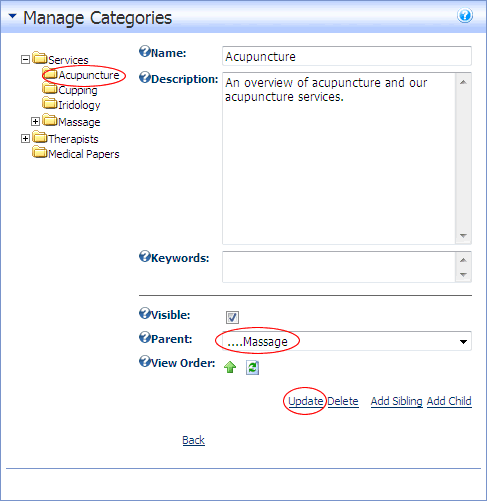 Manage Categories
Services
Acupuncture
Cupping
Iridology
Massage
Therapists
Medical Papers
Name:
Acupuncture
Description:
An overview of acupuncture and our
acupuncture services.
Keywords:
Visible:
Parent:
....Massage
View Order:
Update Delete Add Sibling Add Child
Back